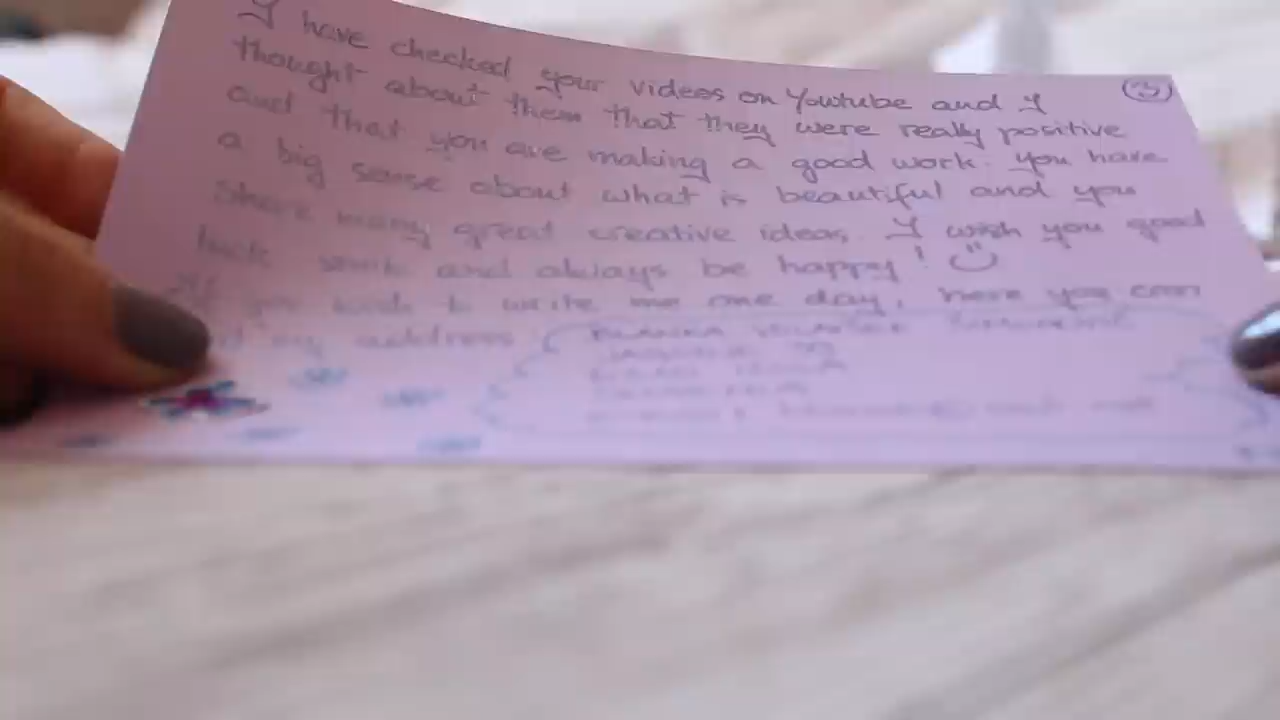 I have checked your videos on Youtube and I
3
thought about them that they were really positive
and that you are making a good work. You have
a big sense about what is beautiful and you
share many great creative ideas. I wish you good
luck and always be happy! ☺
If you wish to write me one day, here you can
my address